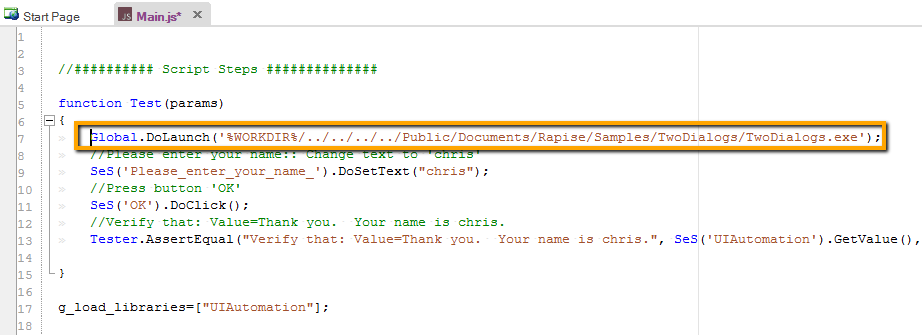 Start Page
Main.js*
1
2
3 //########## Script Steps ##############
4
5 function Test(params)
6 {
7 Global.DoLaunch('%WORKDIR%/../../../../Public/Documents/Rapise/Samples/TwoDialogs/TwoDialogs.exe');
8 //Please enter your name:: Change text to 'chris'
9 SeS('Please_enter_your_name_').DoSetText("chris");
10 //Press button 'OK'
11 SeS('OK').DoClick();
12 //Verify that: Value=Thank you.  Your name is chris.
13 Tester.AssertEqual("Verify that: Value=Thank you.  Your name is chris.", SeS('UIAutomation').GetValue(),
14
15 }
16
17 g_load_libraries=["UIAutomation"];
18